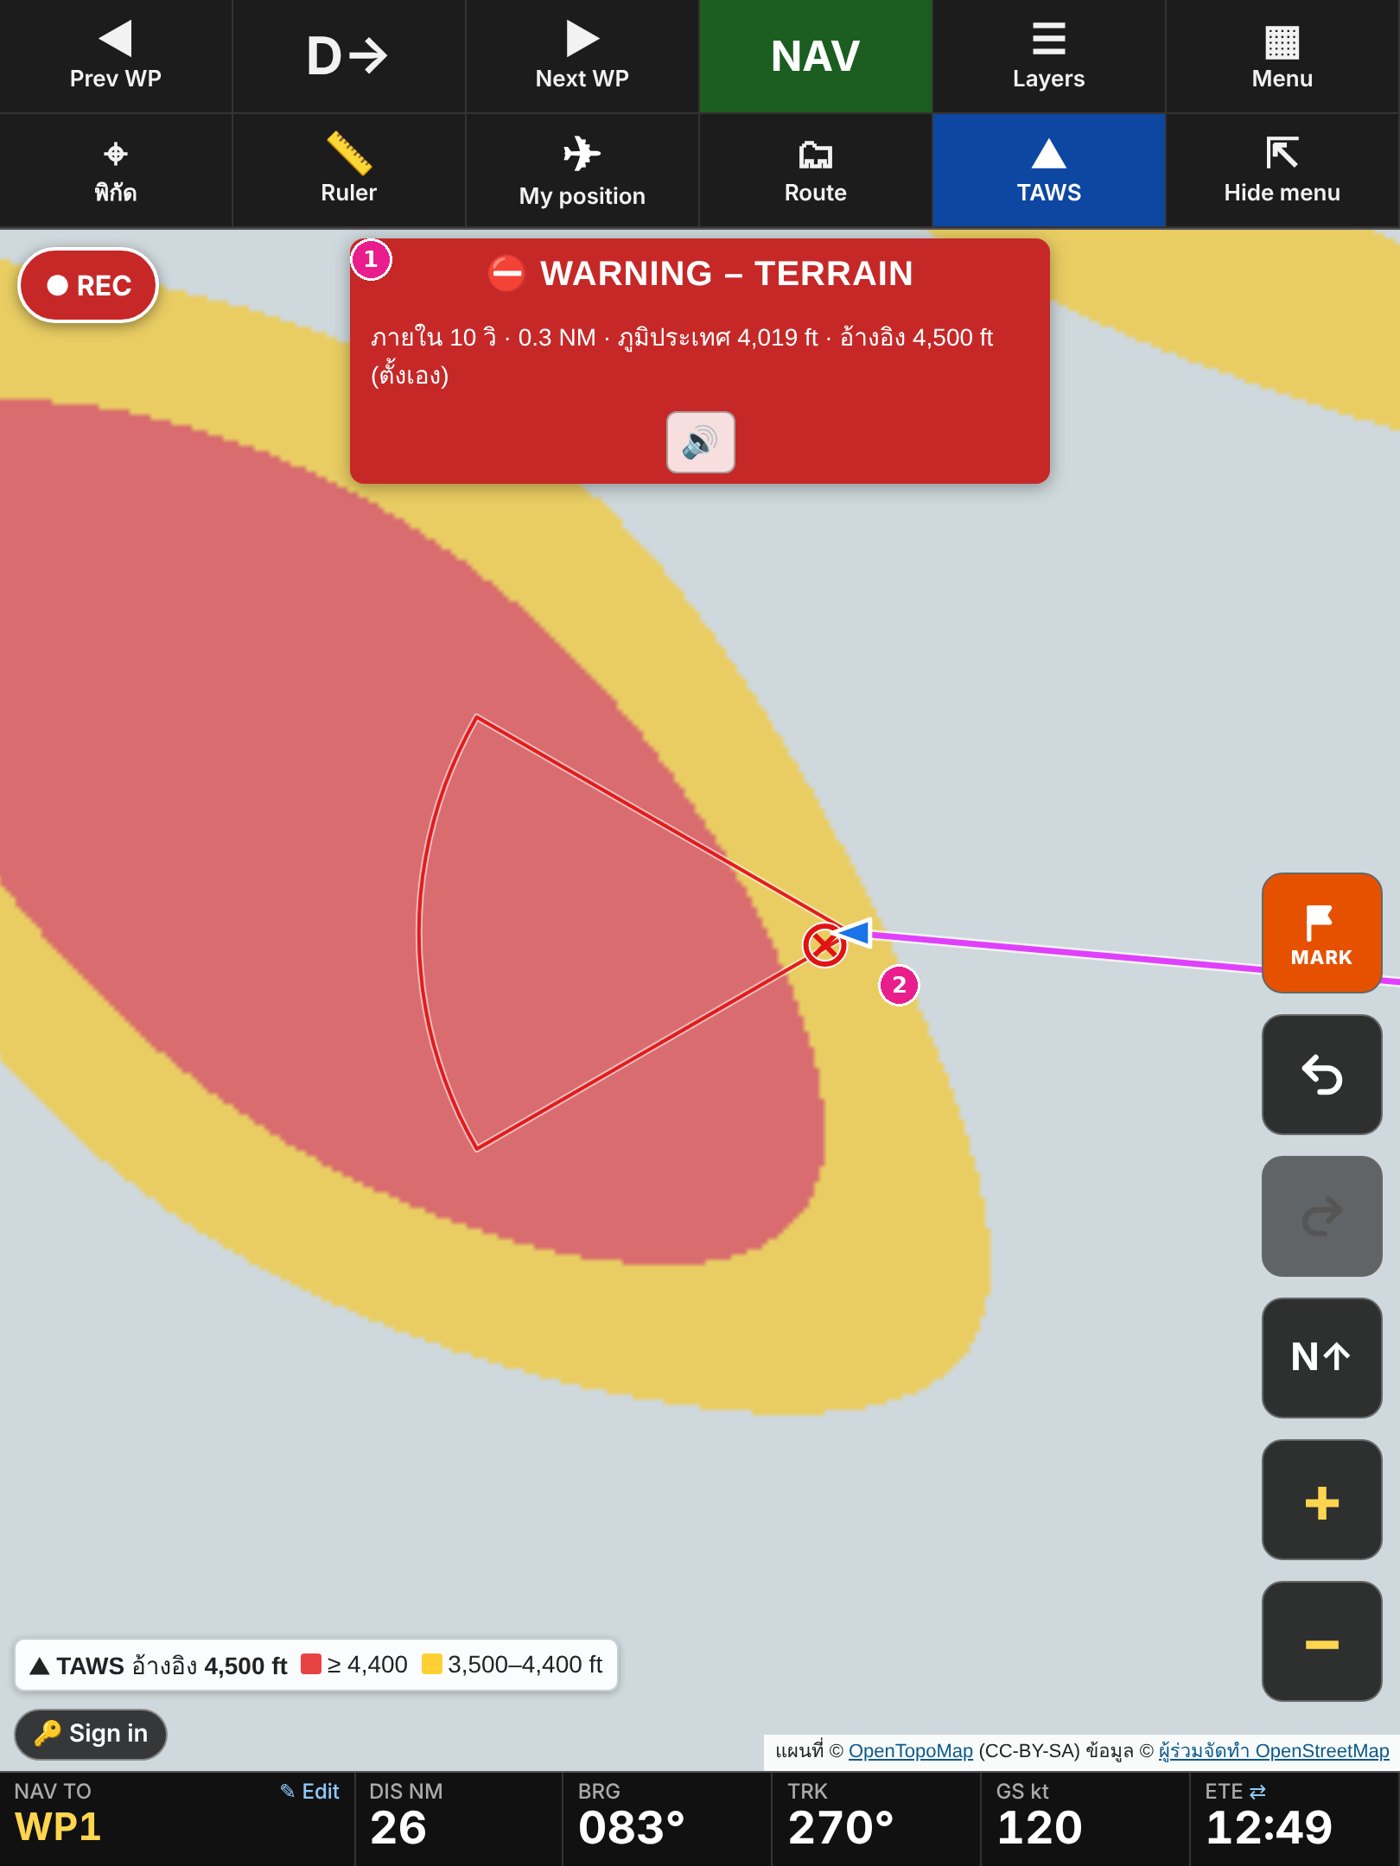 Prev WP
D→
Next WP
NAV
Layers
Menu
พิกัด
Ruler
My position
Route
TAWS
Hide menu
REC
1
WARNING – TERRAIN
ภายใน 10 วิ · 0.3 NM · ภูมิประเทศ 4,019 ft · อ้างอิง 4,500 ft
(ตั้งเอง)
2
MARK
N↑
+
−
▲ TAWS อ้างอิง 4,500 ft ≥ 4,400 3,500–4,400 ft
Sign in
แผนที่ © OpenTopoMap (CC-BY-SA) ข้อมูล © ผู้ร่วมจัดทำ OpenStreetMap
NAV TO ✎ Edit
WP1
DIS NM
26
BRG
083°
TRK
270°
GS kt
120
ETE ⇄
12:49